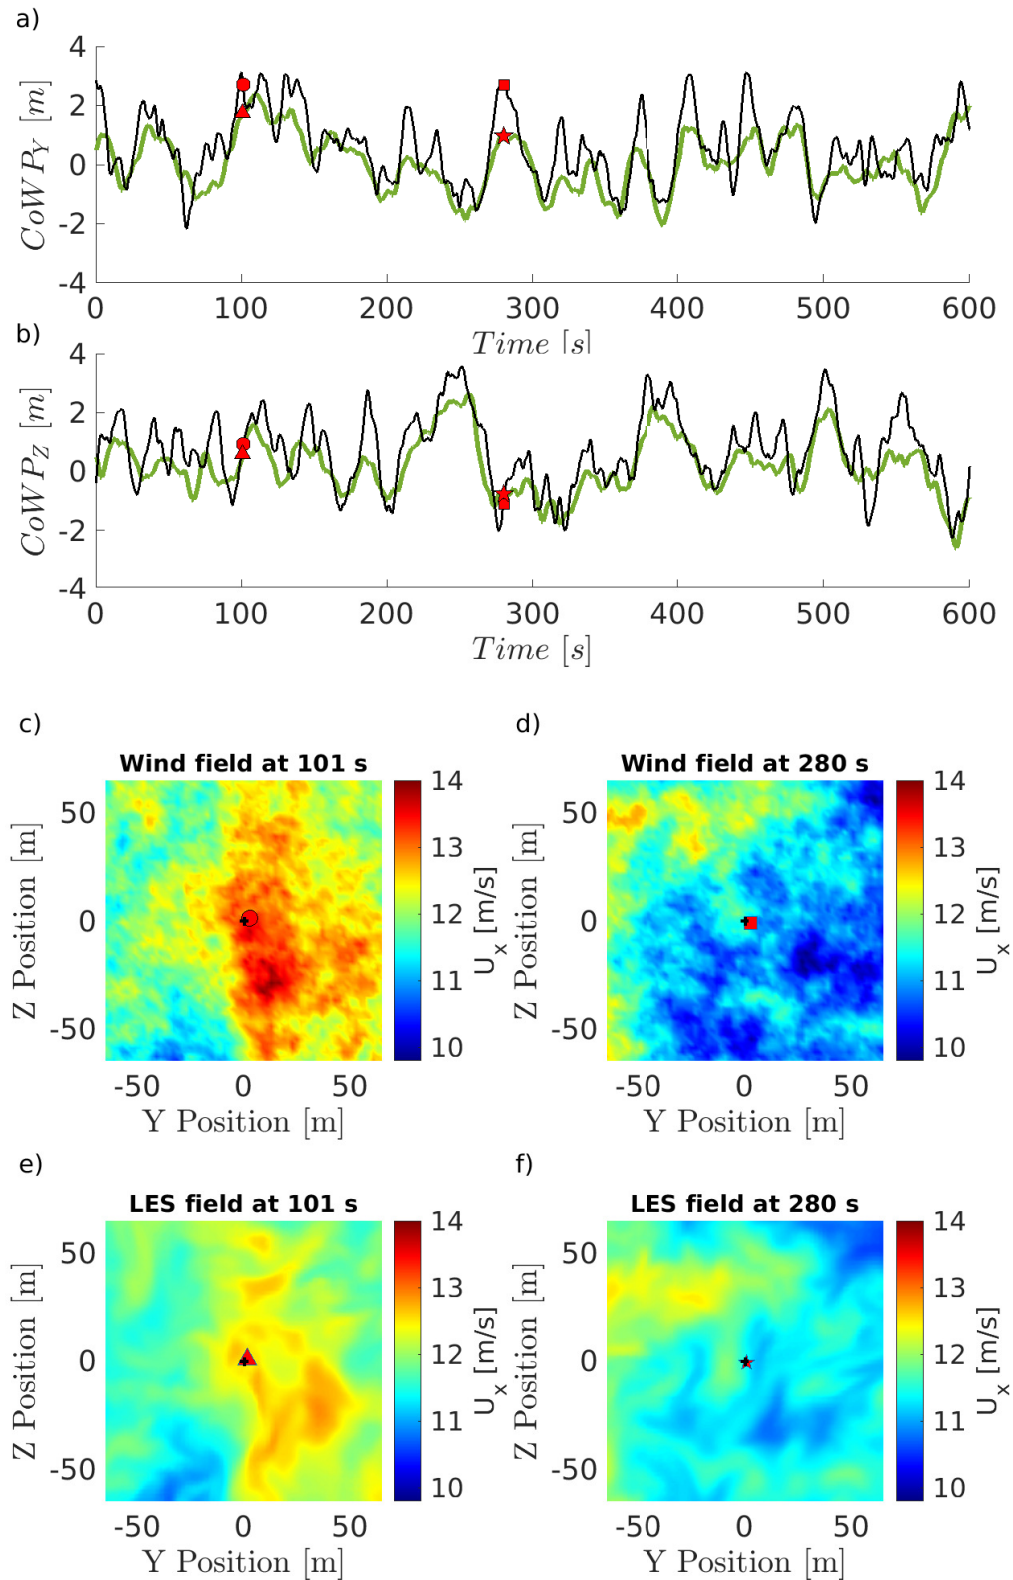 a)
4
2
0
-2
-4
CoWP_Y [m]
0 100 200 300 400 500 600
Time [s]
b)
4
2
0
-2
-4
CoWP_Z [m]
0 100 200 300 400 500 600
Time [s]
c)
Wind field at 101 s
50
0
-50
Z Position [m]
-50 0 50
Y Position [m]
14
13
12
11
10
U_x [m/s]
d)
Wind field at 280 s
50
0
-50
Z Position [m]
-50 0 50
Y Position [m]
14
13
12
11
10
U_x [m/s]
e)
LES field at 101 s
50
0
-50
Z Position [m]
-50 0 50
Y Position [m]
14
13
12
11
10
U_x [m/s]
f)
LES field at 280 s
50
0
-50
Z Position [m]
-50 0 50
Y Position [m]
14
13
12
11
10
U_x [m/s]